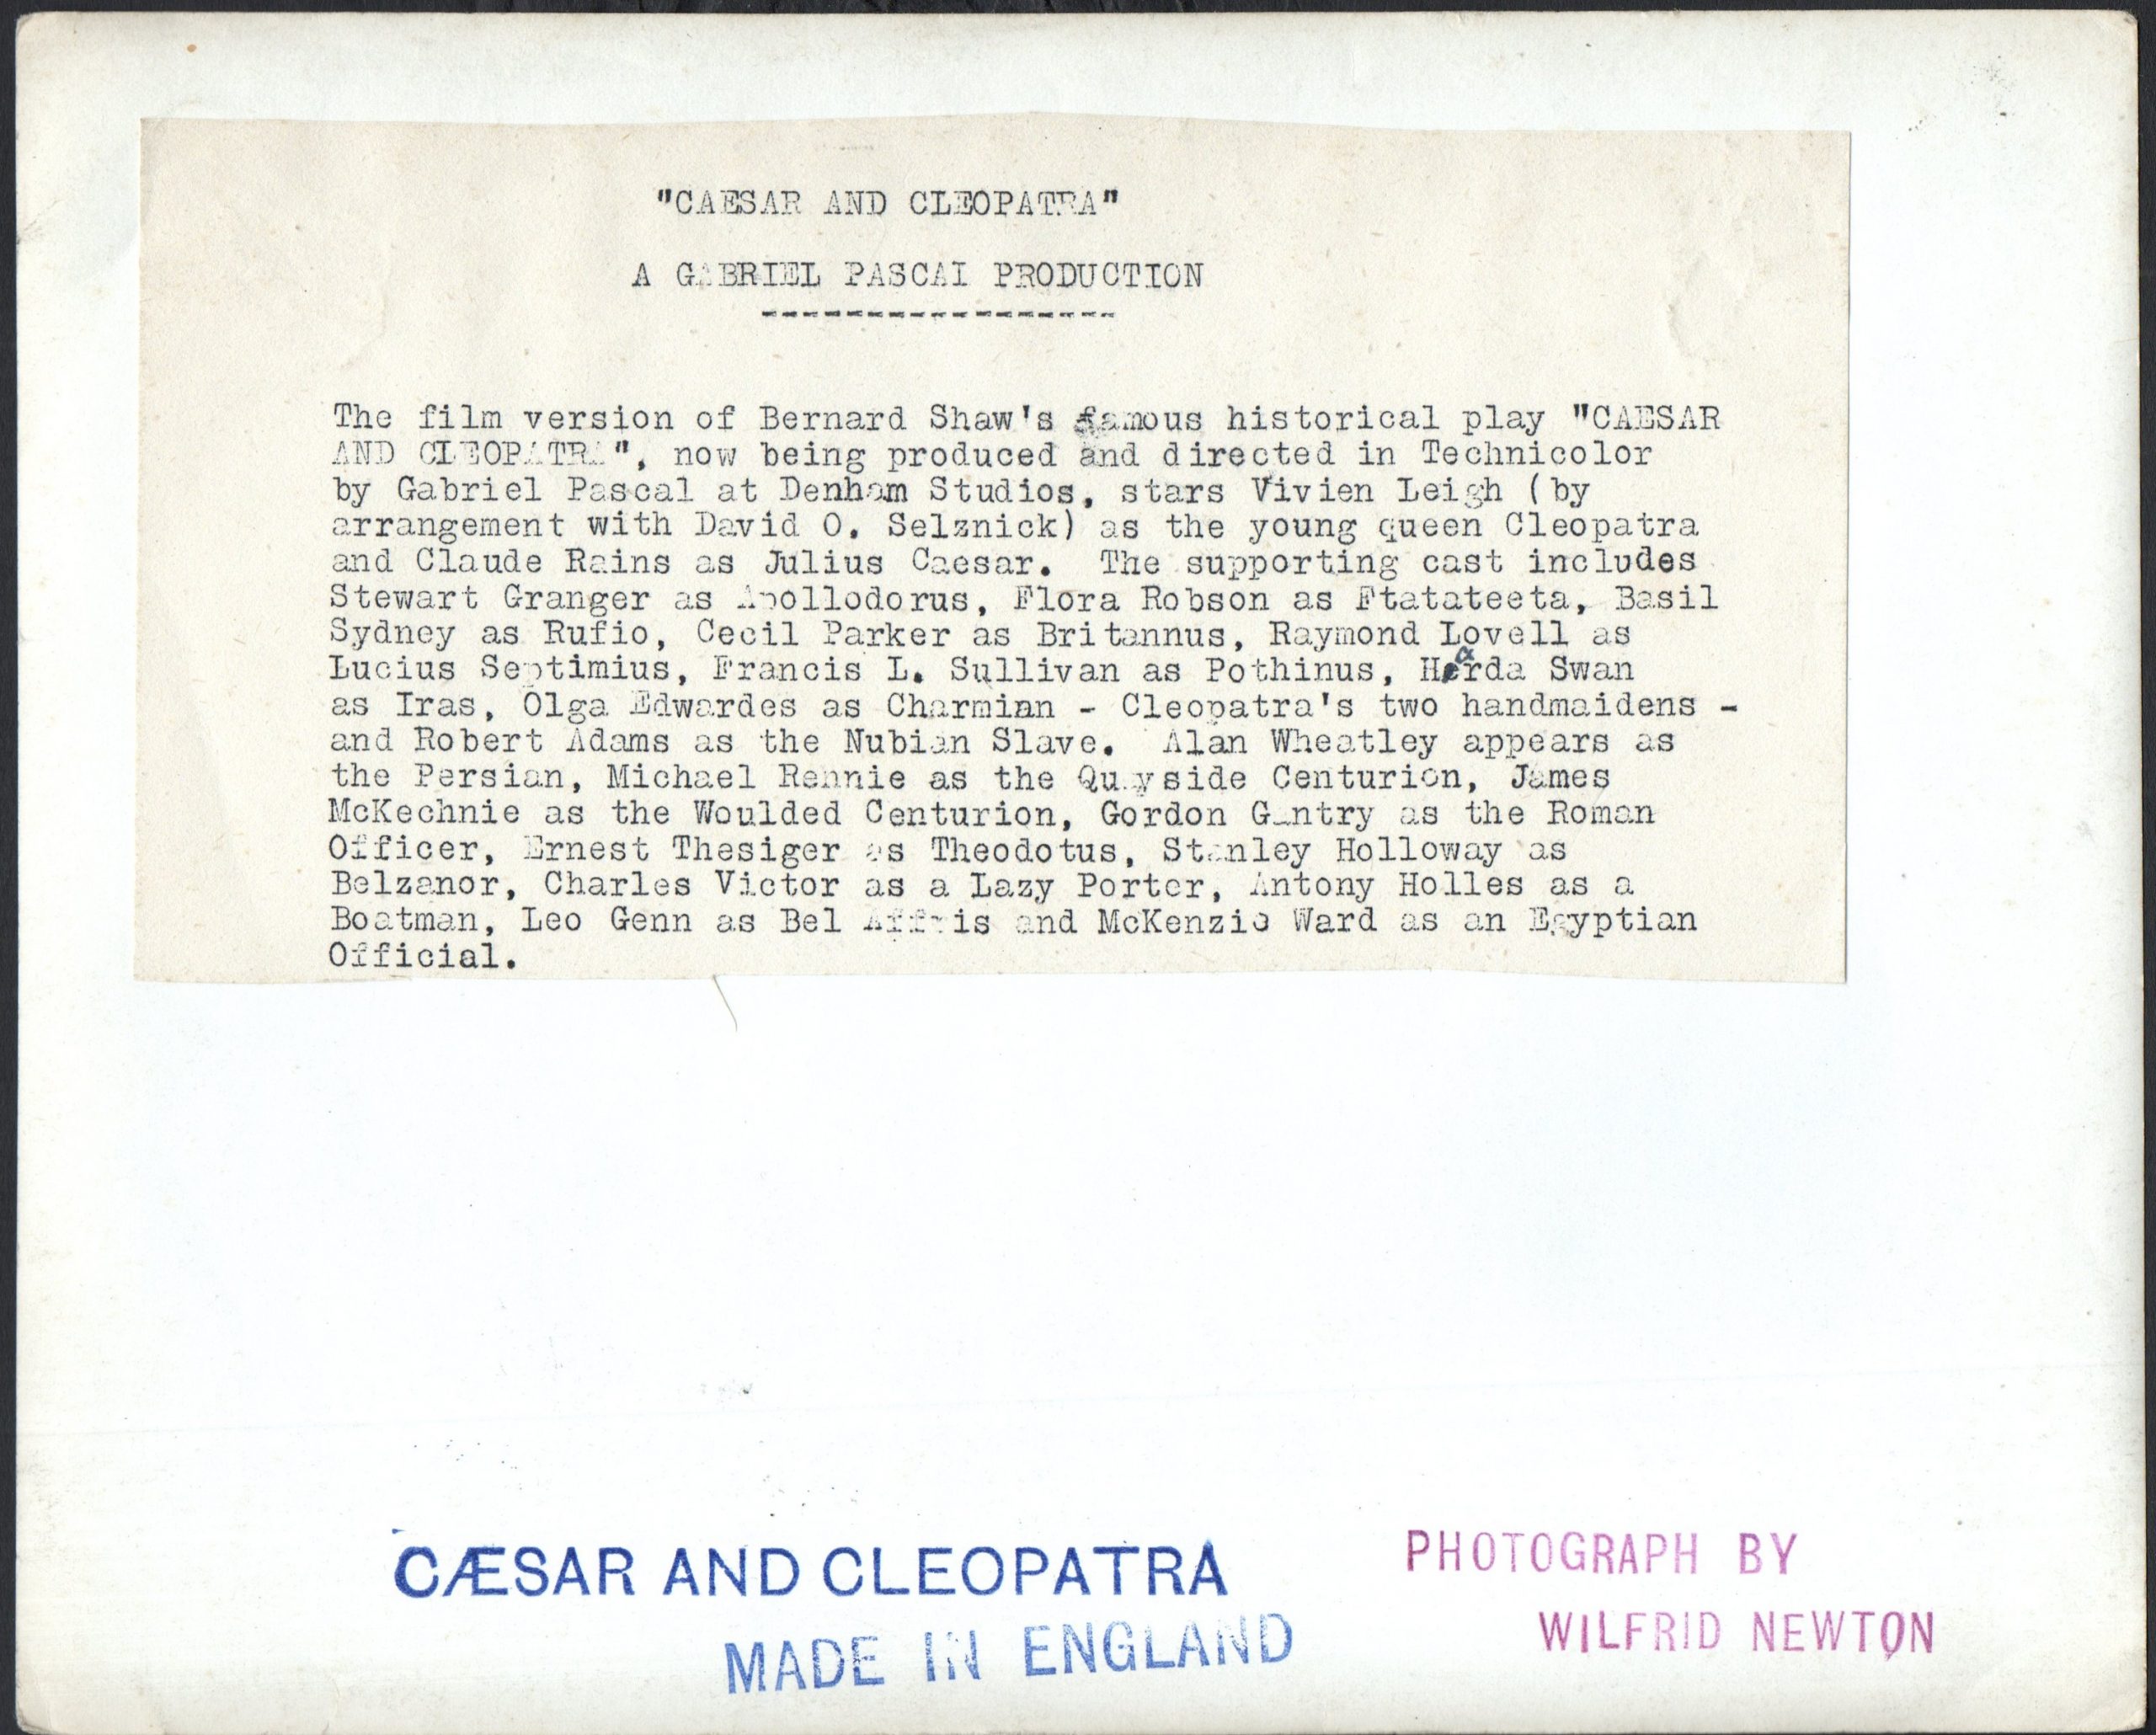 "CAESAR AND CLEOPATRA"
A GABRIEL PASCAL PRODUCTION
-----------------
The film version of Bernard Shaw's famous historical play "CAESAR
AND CLEOPATRA", now being produced and directed in Technicolor
by Gabriel Pascal at Denham Studios, stars Vivien Leigh (by
arrangement with David O. Selznick) as the young queen Cleopatra
and Claude Rains as Julius Caesar. The supporting cast includes
Stewart Granger as Apollodorus, Flora Robson as Ftatateeta, Basil
Sydney as Rufio, Cecil Parker as Britannus, Raymond Lovell as
Lucius Septimius, Francis L. Sullivan as Pothinus, Harda Swan
as Iras, Olga Edwardes as Charmian - Cleopatra's two handmaidens -
and Robert Adams as the Nubian Slave. Alan Wheatley appears as
the Persian, Michael Rennie as the Quayside Centurion, James
McKechnie as the Woulded Centurion, Gordon Gantry as the Roman
Officer, Ernest Thesiger as Theodotus, Stanley Holloway as
Belzanor, Charles Victor as a Lazy Porter, Antony Holles as a
Boatman, Leo Genn as Bel Affris and McKenzie Ward as an Egyptian
Official.
CÆSAR AND CLEOPATRA
MADE IN ENGLAND
PHOTOGRAPH BY
WILFRID NEWTON